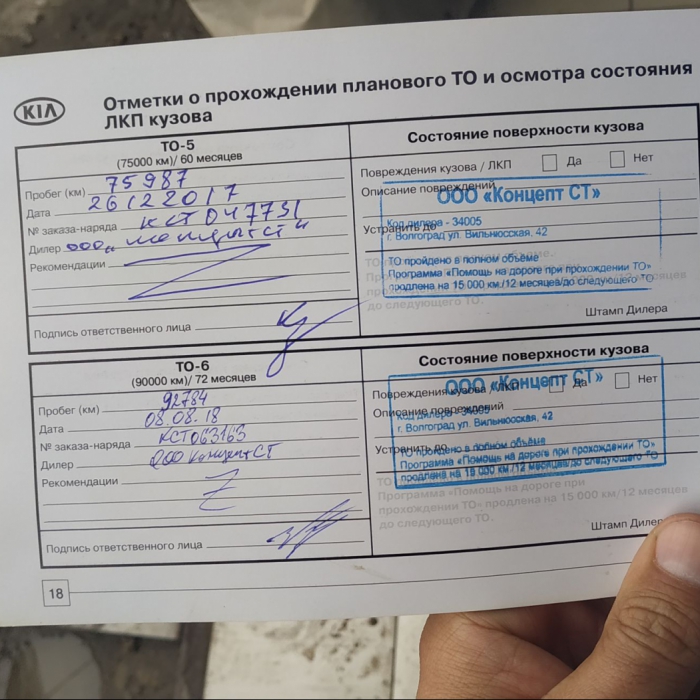 KIA
Отметки о прохождении планового ТО и осмотра состояния
ЛКП кузова
ТО-5
(75000 км)/ 60 месяцев
Пробег (км) 75987
Дата 26122017
№ заказа-наряда КСТ047731
Дилер ООО
Рекомендации
Подпись ответственного лица
Состояние поверхности кузова
Повреждения кузова / ЛКП Да Нет
Описание повреждений
Устранить до
ООО «Концепт СТ»
Код дилера - 34005
г. Волгоград ул. Вильнюсская, 42
ТО пройдено в полном объёме
Программа «Помощь на дороге при прохождении ТО»
продлена на 15 000 км./12 месяцев/до следующего ТО
Штамп Дилера
ТО-6
(90000 км)/ 72 месяцев
Пробег (км) 92784
Дата 08.08.18
№ заказа-наряда КСТ063163
Дилер ООО Концепт СТ
Рекомендации
Z
Подпись ответственного лица
Состояние поверхности кузова
Повреждения кузова / ЛКП Да Нет
Описание повреждений
Устранить до
ООО «Концепт СТ»
Код дилера - 34005
г. Волгоград ул. Вильнюсская, 42
ТО пройдено в полном объёме
Программа «Помощь на дороге при прохождении ТО»
продлена на 15 000 км./12 месяцев/до следующего ТО
Программа «Помощь на дороге при
прохождении ТО» продлена на 15 000 км/12 месяцев
до следующего ТО.
Штамп Дилера
18